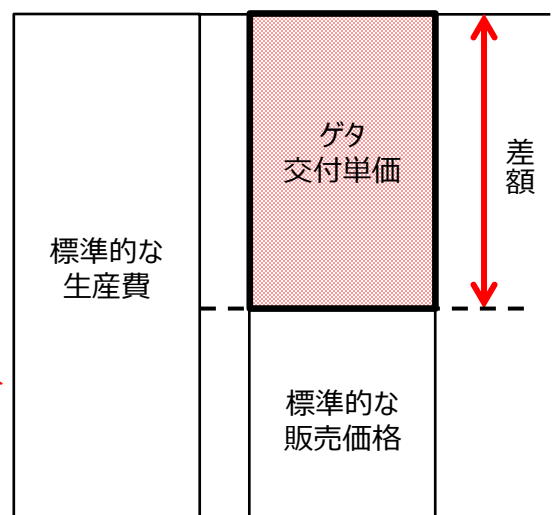 標準的な
生産費
ゲタ
交付単価
差額
標準的な
販売価格